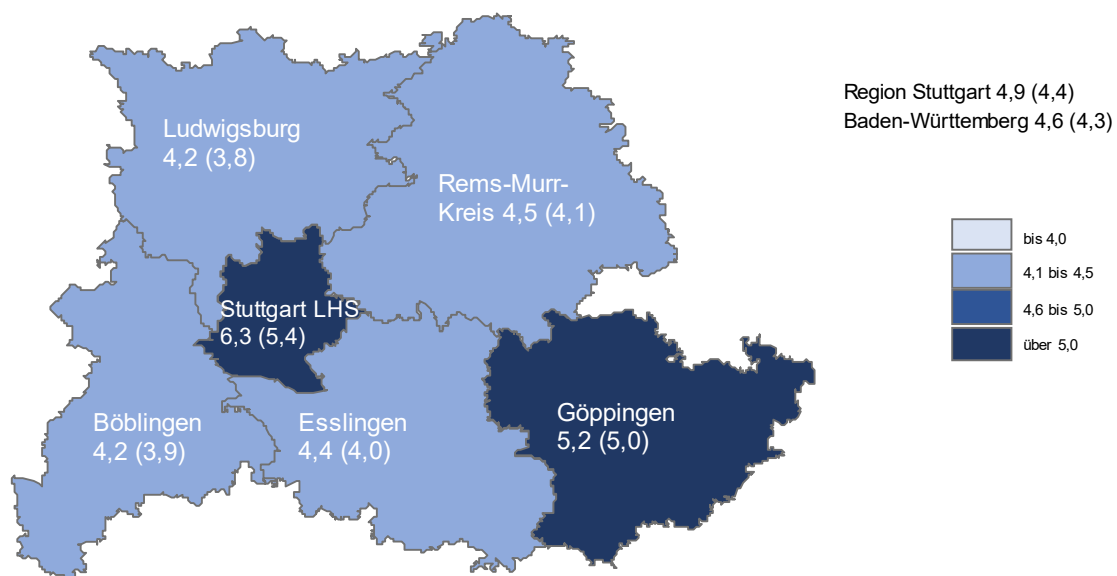 Region Stuttgart 4,9 (4,4)
Baden-Württemberg 4,6 (4,3)
Ludwigsburg
4,2 (3,8)
Rems-Murr-
Kreis 4,5 (4,1)
Stuttgart LHS
6,3 (5,4)
Böblingen
4,2 (3,9)
Esslingen
4,4 (4,0)
Göppingen
5,2 (5,0)
bis 4,0
4,1 bis 4,5
4,6 bis 5,0
über 5,0